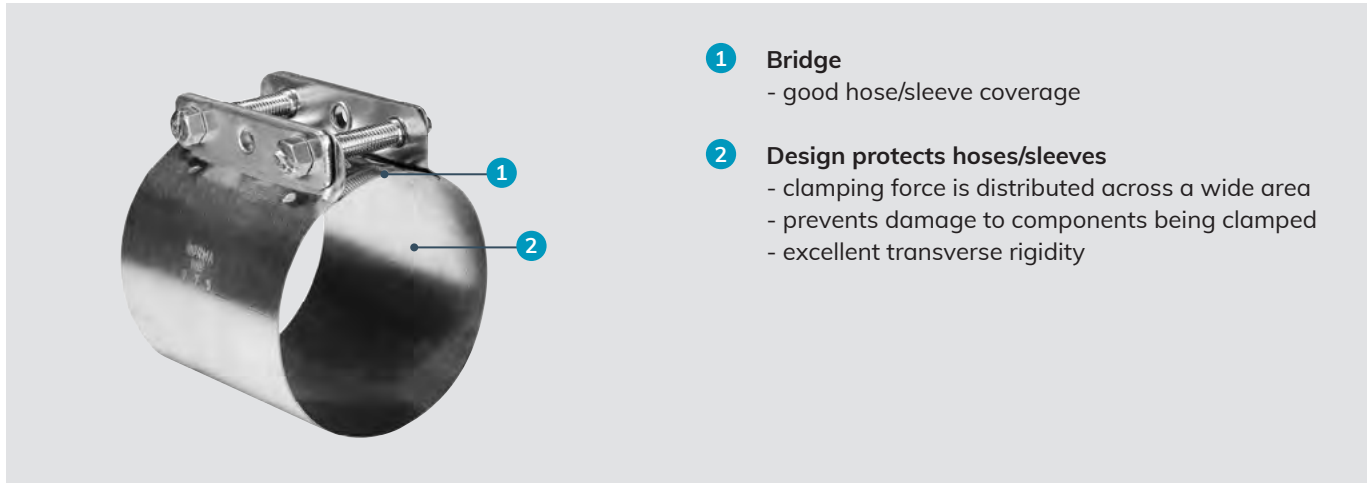 1 Bridge
- good hose/sleeve coverage
2 Design protects hoses/sleeves
- clamping force is distributed across a wide area
- prevents damage to components being clamped
- excellent transverse rigidity
1
2
NORMA